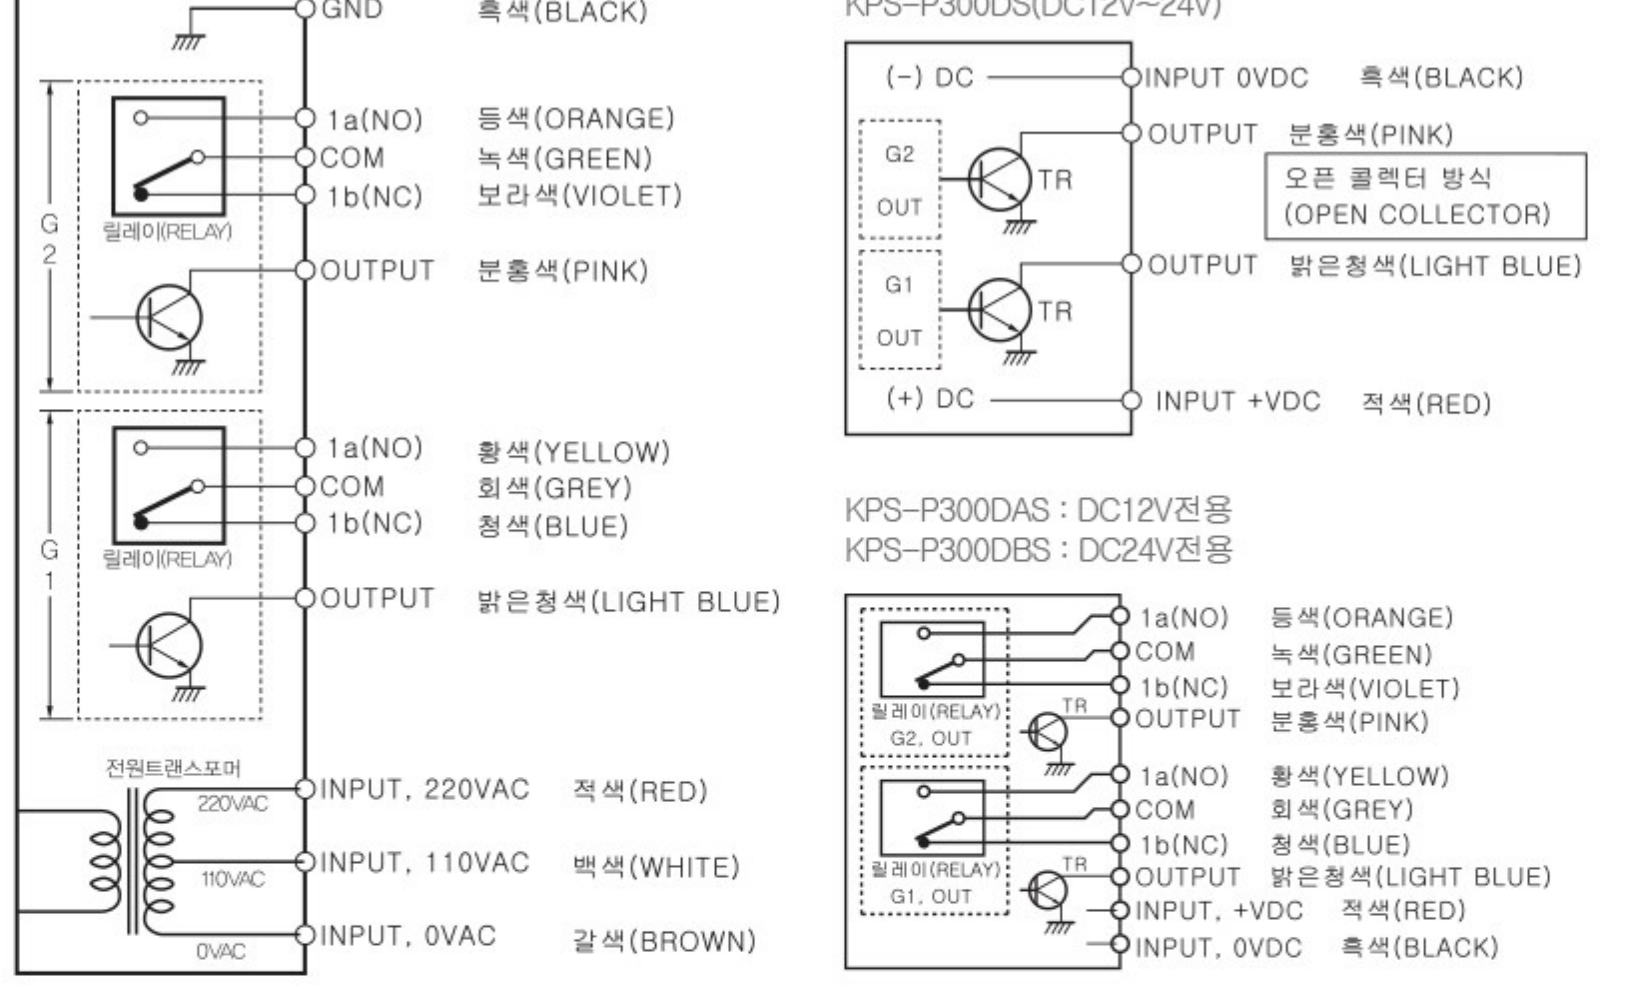 GND 흑색(BLACK)
1a(NO) 등색(ORANGE)
COM 녹색(GREEN)
1b(NC) 보라색(VIOLET)
릴레이(RELAY)
G
2
OUTPUT 분홍색(PINK)
1a(NO) 황색(YELLOW)
COM 회색(GREY)
1b(NC) 청색(BLUE)
릴레이(RELAY)
G
1
OUTPUT 밝은청색(LIGHT BLUE)
전원트랜스포머
220VAC
INPUT, 220VAC 적색(RED)
110VAC
INPUT, 110VAC 백색(WHITE)
0VAC
INPUT, 0VAC 갈색(BROWN)
KPS-P300DS(DC12V~24V)
(-) DC INPUT 0VDC 흑색(BLACK)
OUTPUT 분홍색(PINK)
G2
OUT
TR
오픈 콜렉터 방식
(OPEN COLLECTOR)
OUTPUT 밝은청색(LIGHT BLUE)
G1
OUT
TR
(+) DC INPUT +VDC 적색(RED)
KPS-P300DAS : DC12V전용
KPS-P300DBS : DC24V전용
1a(NO) 등색(ORANGE)
COM 녹색(GREEN)
1b(NC) 보라색(VIOLET)
릴레이(RELAY)
G2, OUT
TR
OUTPUT 분홍색(PINK)
1a(NO) 황색(YELLOW)
COM 회색(GREY)
1b(NC) 청색(BLUE)
릴레이(RELAY)
G1, OUT
TR
OUTPUT 밝은청색(LIGHT BLUE)
INPUT, +VDC 적색(RED)
INPUT, 0VDC 흑색(BLACK)